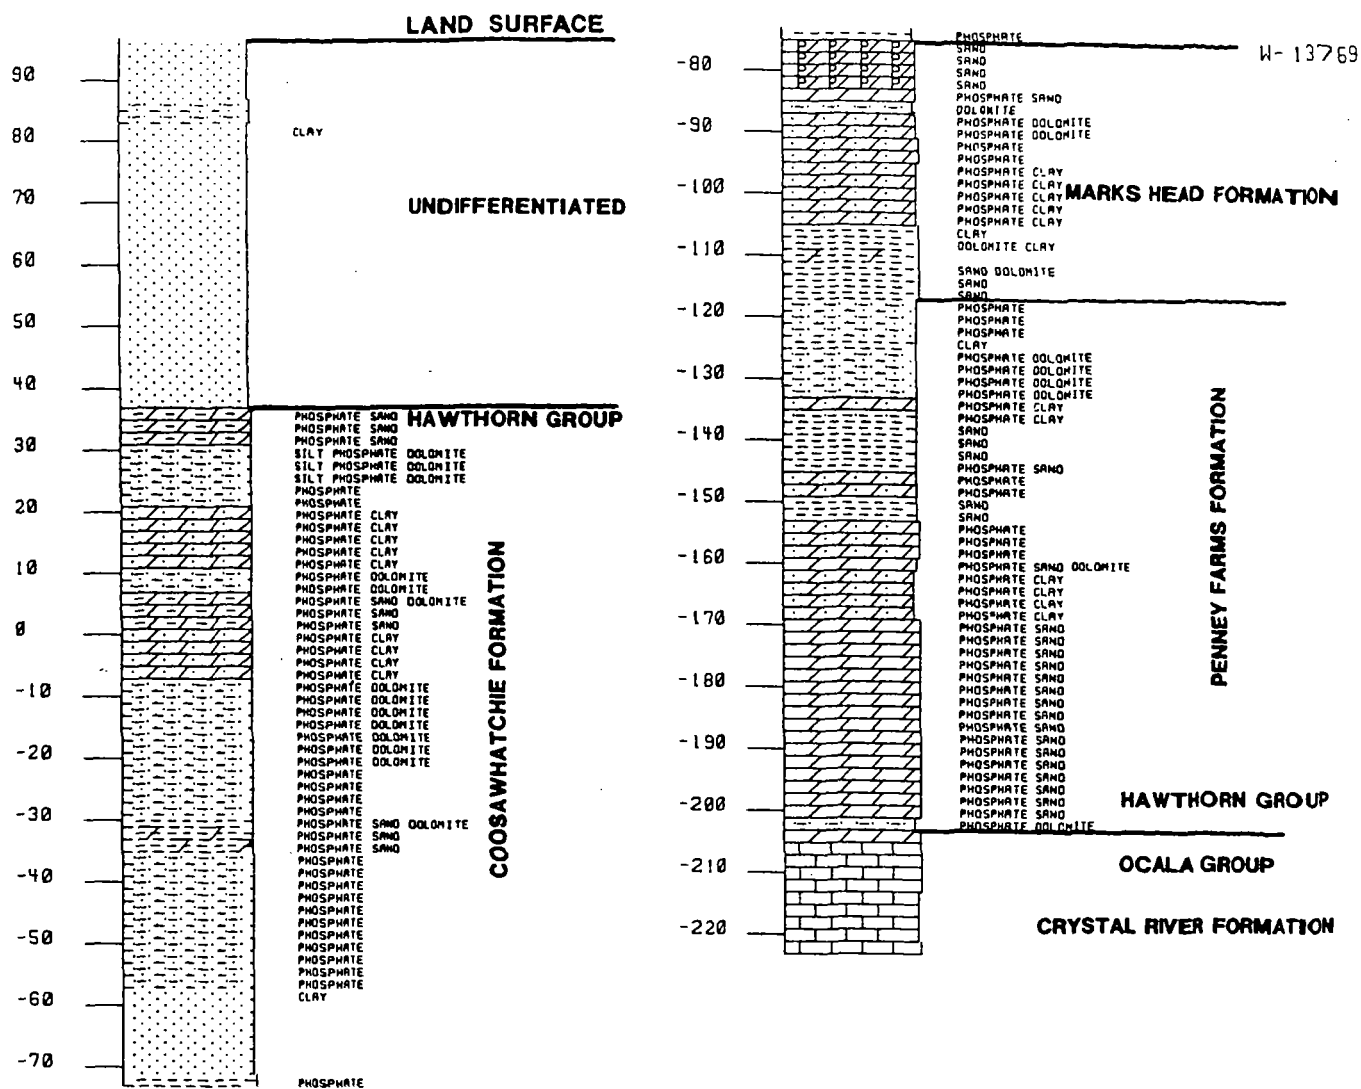 LAND SURFACE
90
CLAY
80
70
UNDIFFERENTIATED
60
50
40
PHOSPHATE SAND
HAWTHORN GROUP
PHOSPHATE SAND
PHOSPHATE SAND
30
SILT PHOSPHATE DOLOMITE
SILT PHOSPHATE DOLOMITE
SILT PHOSPHATE DOLOMITE
PHOSPHATE
PHOSPHATE
20
PHOSPHATE CLAY
PHOSPHATE CLAY
PHOSPHATE CLAY
PHOSPHATE CLAY
PHOSPHATE CLAY
10
PHOSPHATE DOLOMITE
PHOSPHATE DOLOMITE
PHOSPHATE SAND DOLOMITE
PHOSPHATE SAND
PHOSPHATE SAND
0
PHOSPHATE CLAY
PHOSPHATE CLAY
PHOSPHATE CLAY
PHOSPHATE CLAY
-10
PHOSPHATE DOLOMITE
PHOSPHATE DOLOMITE
PHOSPHATE DOLOMITE
PHOSPHATE DOLOMITE
PHOSPHATE DOLOMITE
-20
PHOSPHATE DOLOMITE
PHOSPHATE DOLOMITE
PHOSPHATE
PHOSPHATE
PHOSPHATE
PHOSPHATE
-30
PHOSPHATE SAND DOLOMITE
PHOSPHATE SAND
PHOSPHATE SAND
PHOSPHATE
PHOSPHATE
-40
PHOSPHATE
PHOSPHATE
PHOSPHATE
PHOSPHATE
PHOSPHATE
-50
PHOSPHATE
PHOSPHATE
PHOSPHATE
PHOSPHATE
CLAY
-60
-70
PHOSPHATE
COOSAWHATCHIE FORMATION
W-13769
PHOSPHATE
SAND
SAND
-80
SAND
SAND
PHOSPHATE SAND
DOLOMITE
-90
PHOSPHATE DOLOMITE
PHOSPHATE DOLOMITE
PHOSPHATE
PHOSPHATE
PHOSPHATE CLAY
-100
PHOSPHATE CLAY
PHOSPHATE CLAY
MARKS HEAD FORMATION
PHOSPHATE CLAY
PHOSPHATE CLAY
CLAY
-110
DOLOMITE CLAY
SAND DOLOMITE
SAND
SAND
-120
PHOSPHATE
PHOSPHATE
PHOSPHATE
CLAY
PHOSPHATE DOLOMITE
-130
PHOSPHATE DOLOMITE
PHOSPHATE DOLOMITE
PHOSPHATE DOLOMITE
PHOSPHATE CLAY
PHOSPHATE CLAY
-140
SAND
SAND
SAND
PHOSPHATE SAND
PHOSPHATE
-150
PHOSPHATE
SAND
SAND
PHOSPHATE
PHOSPHATE
-160
PHOSPHATE
PHOSPHATE SAND DOLOMITE
PHOSPHATE CLAY
PHOSPHATE CLAY
PHOSPHATE CLAY
-170
PHOSPHATE CLAY
PHOSPHATE SAND
PHOSPHATE SAND
PHOSPHATE SAND
PHOSPHATE SAND
-180
PHOSPHATE SAND
PHOSPHATE SAND
PHOSPHATE SAND
PHOSPHATE SAND
PHOSPHATE SAND
-190
PHOSPHATE SAND
PHOSPHATE SAND
PHOSPHATE SAND
PHOSPHATE SAND
PHOSPHATE SAND
-200
PHOSPHATE SAND
PHOSPHATE SAND
PHOSPHATE DOLOMITE
PENNEY FARMS FORMATION
HAWTHORN GROUP
-210
OCALA GROUP
-220
CRYSTAL RIVER FORMATION